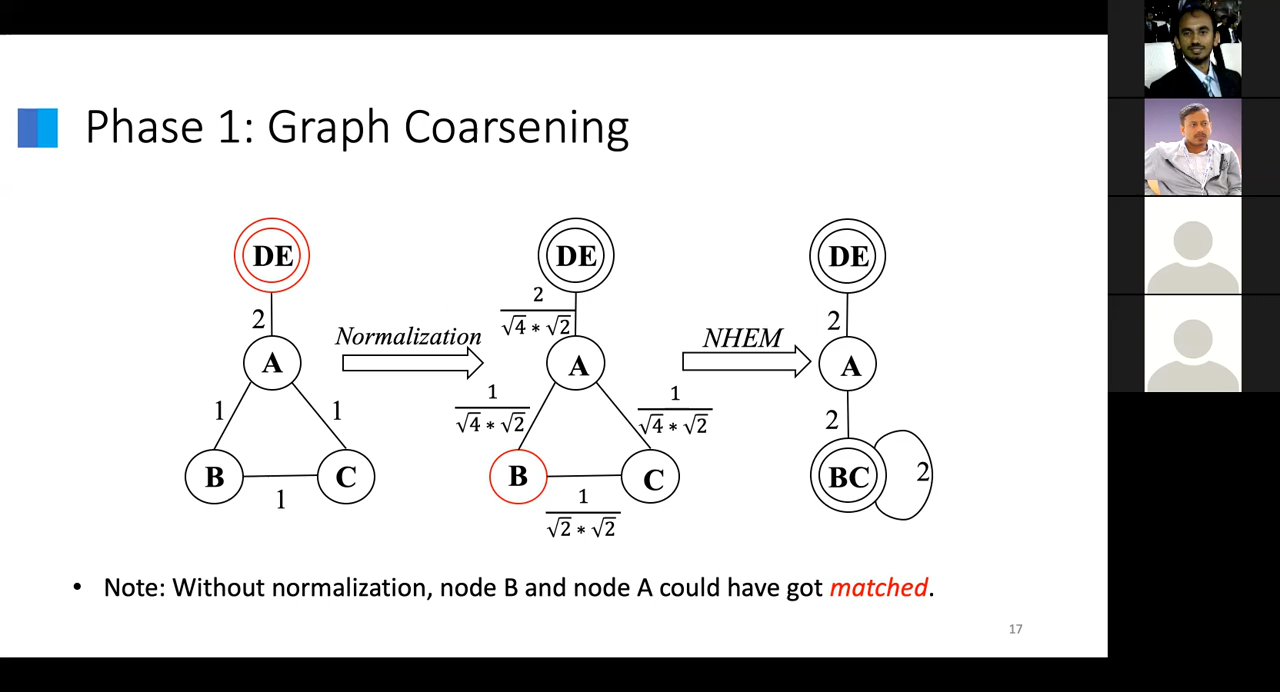 Phase 1: Graph Coarsening
DE
2
A
1
1
B
C
1
Normalization
DE
2
√4 * √2
A
1
√4 * √2
1
√4 * √2
B
C
1
√2 * √2
NHEM
DE
2
A
2
BC
2
• Note: Without normalization, node B and node A could have got matched.
17